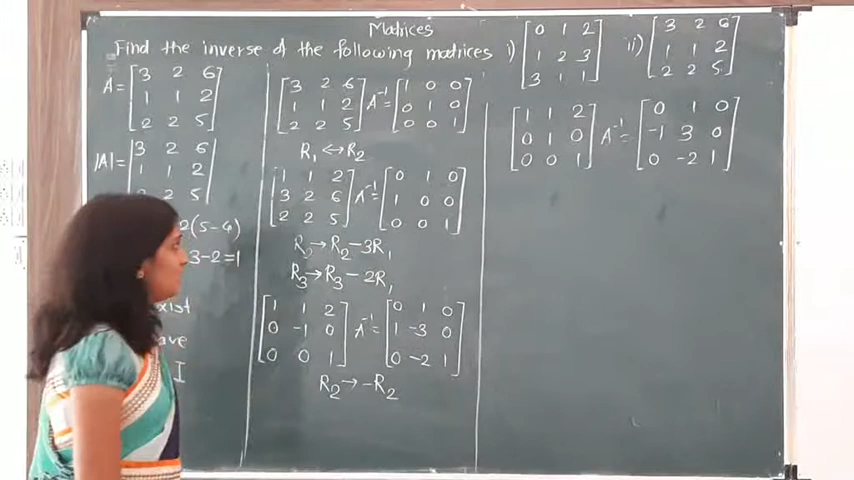 Matrices
Find the inverse of the following matrices i) [0 1 2
1 2 3
3 1 1] ii) [3 2 6
1 1 2
2 2 5]
A = [3 2 6
1 1 2
2 2 5]
|A| = |3 2 6
1 1 2
2 5|
2(5-4)
3-2=1
exist
ave
I
[3 2 6
1 1 2
2 2 5] A⁻¹ = [1 0 0
0 1 0
0 0 1]
R₁ ↔ R₂
[1 1 2
3 2 6
2 2 5] A⁻¹ = [0 1 0
1 0 0
0 0 1]
R₂ → R₂ - 3R₁
R₃ → R₃ - 2R₁
[1 1 2
0 -1 0
0 0 1] A⁻¹ = [0 1 0
1 -3 0
0 -2 1]
R₂ → -R₂
[1 1 2
0 1 0
0 0 1] A⁻¹ = [0 1 0
-1 3 0
0 -2 1]